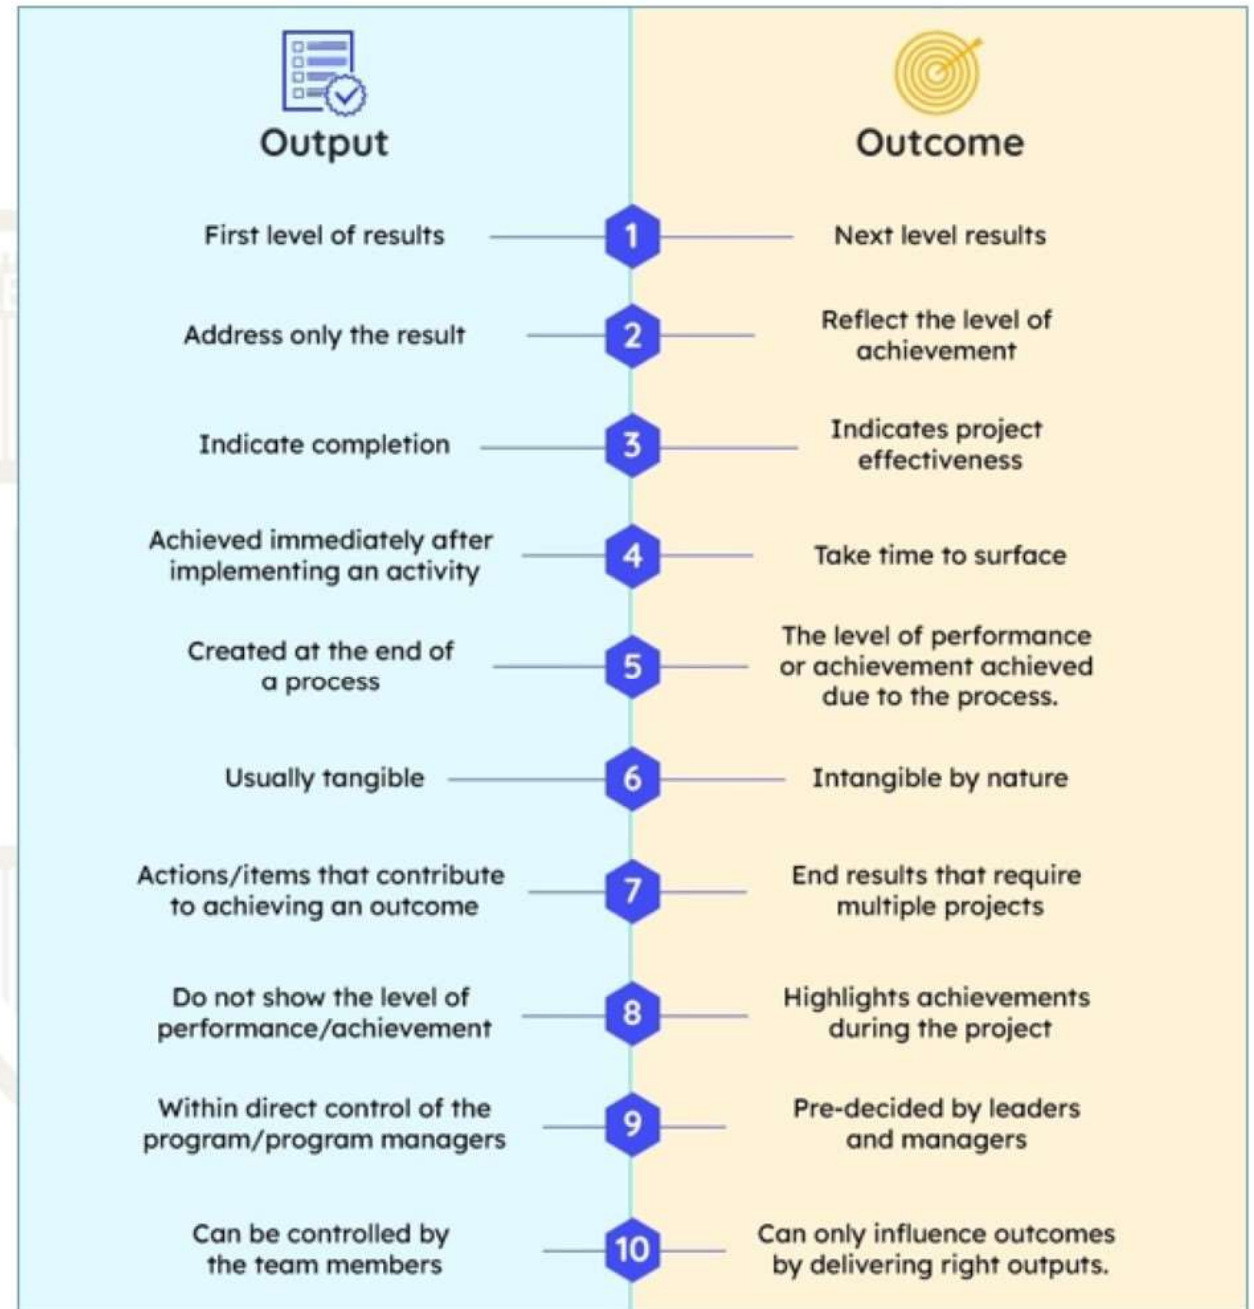 Output
Outcome
First level of results
1
Next level results
Address only the result
2
Reflect the level of
achievement
Indicate completion
3
Indicates project
effectiveness
Achieved immediately after
implementing an activity
4
Take time to surface
Created at the end of
a process
5
The level of performance
or achievement achieved
due to the process.
Usually tangible
6
Intangible by nature
Actions/items that contribute
to achieving an outcome
7
End results that require
multiple projects
Do not show the level of
performance/achievement
8
Highlights achievements
during the project
Within direct control of the
program/program managers
9
Pre-decided by leaders
and managers
Can be controlled by
the team members
10
Can only influence outcomes
by delivering right outputs.